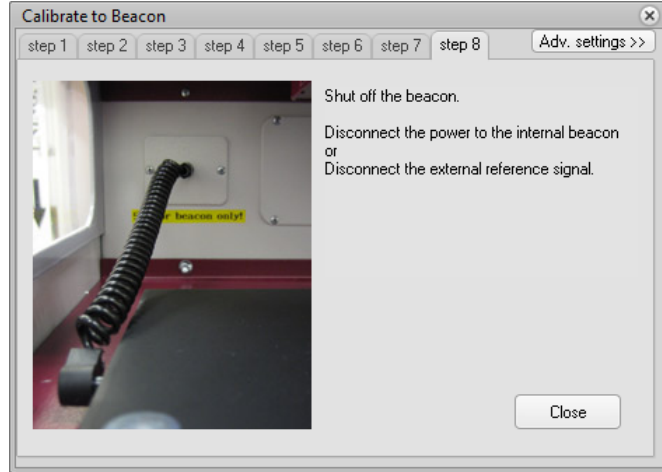 Calibrate to Beacon
step 1 step 2 step 3 step 4 step 5 step 6 step 7 step 8 Adv. settings >>
Shut off the beacon.
Disconnect the power to the internal beacon
or
Disconnect the external reference signal.
beacon only!
Close